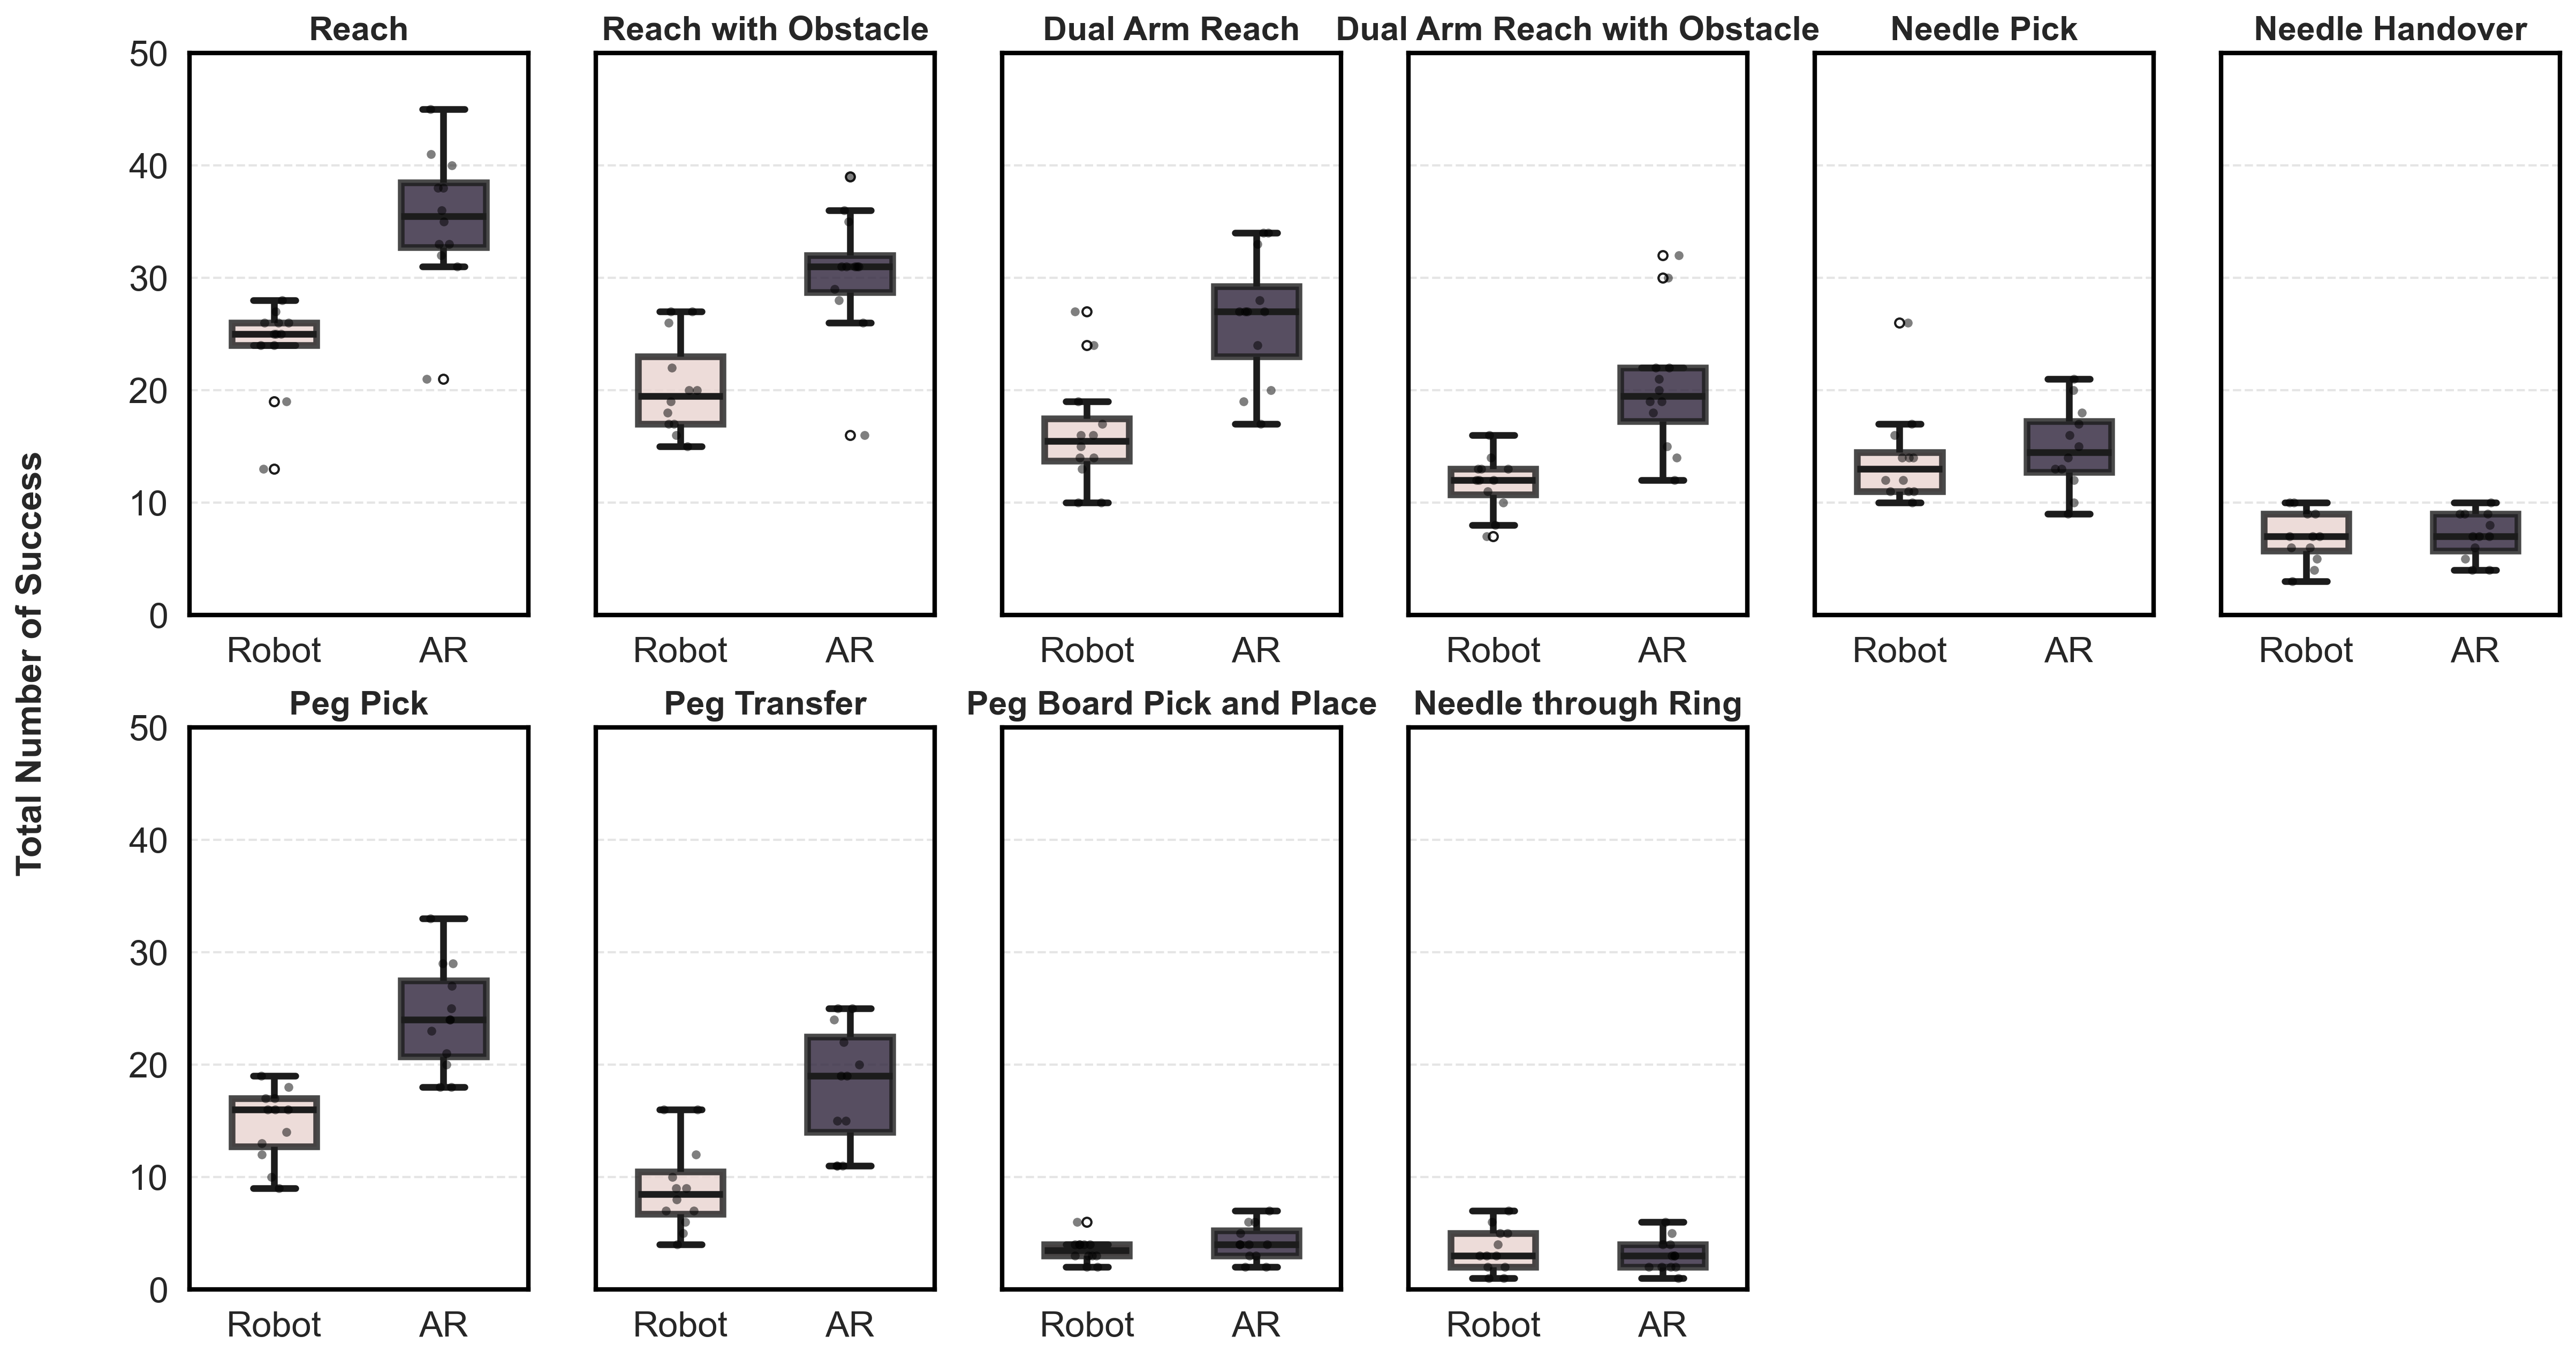 Total Number of Success
Reach
Reach with Obstacle
Dual Arm Reach
Dual Arm Reach with Obstacle
Needle Pick
Needle Handover
50
40
30
20
10
0
Robot AR
Robot AR
Robot AR
Robot AR
Robot AR
Robot AR
Peg Pick
Peg Transfer
Peg Board Pick and Place
Needle through Ring
50
40
30
20
10
0
Robot AR
Robot AR
Robot AR
Robot AR